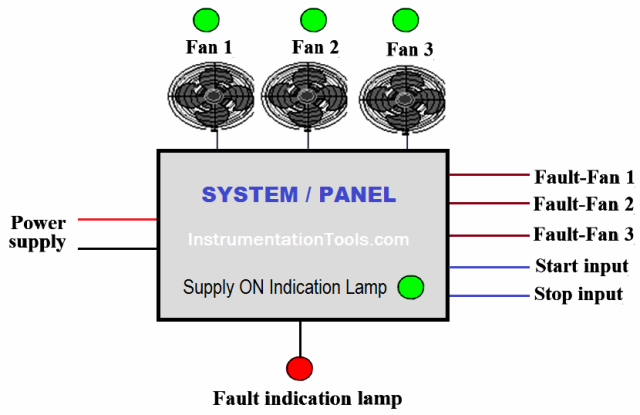 Fan 1
Fan 2
Fan 3
SYSTEM / PANEL
InstrumentationTools.com
Supply ON Indication Lamp
Power
supply
Fault-Fan 1
Fault-Fan 2
Fault-Fan 3
Start input
Stop input
Fault indication lamp